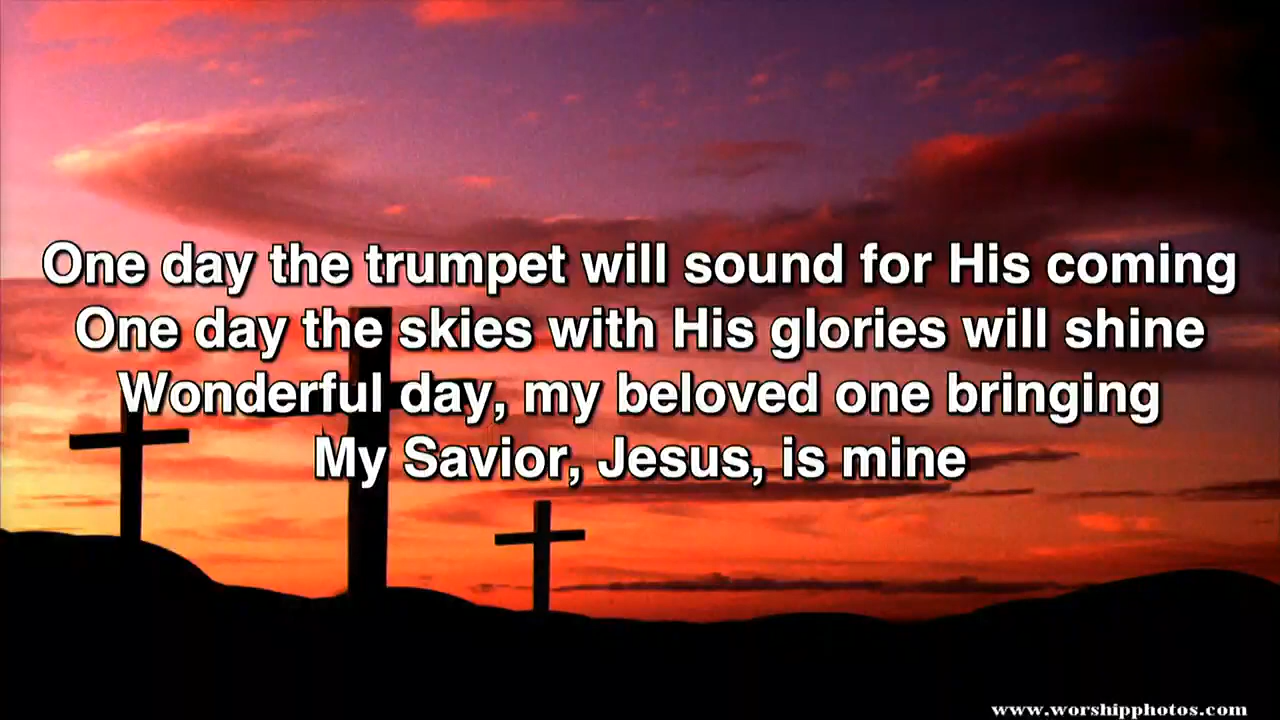 One day the trumpet will sound for His coming
One day the skies with His glories will shine
Wonderful day, my beloved one bringing
My Savior, Jesus, is mine
www.worshipphotos.com